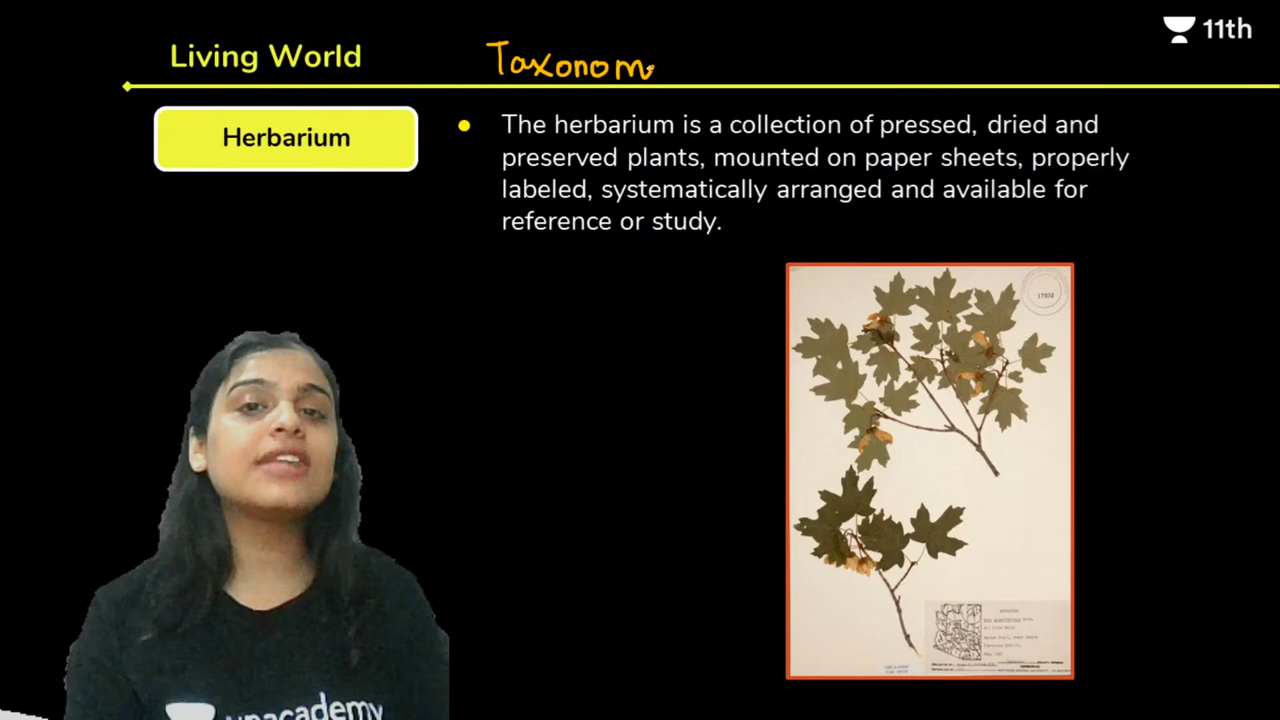 Living World
Taxonom
11th
Herbarium
The herbarium is a collection of pressed, dried and
preserved plants, mounted on paper sheets, properly
labeled, systematically arranged and available for
reference or study.
17502
unacademy